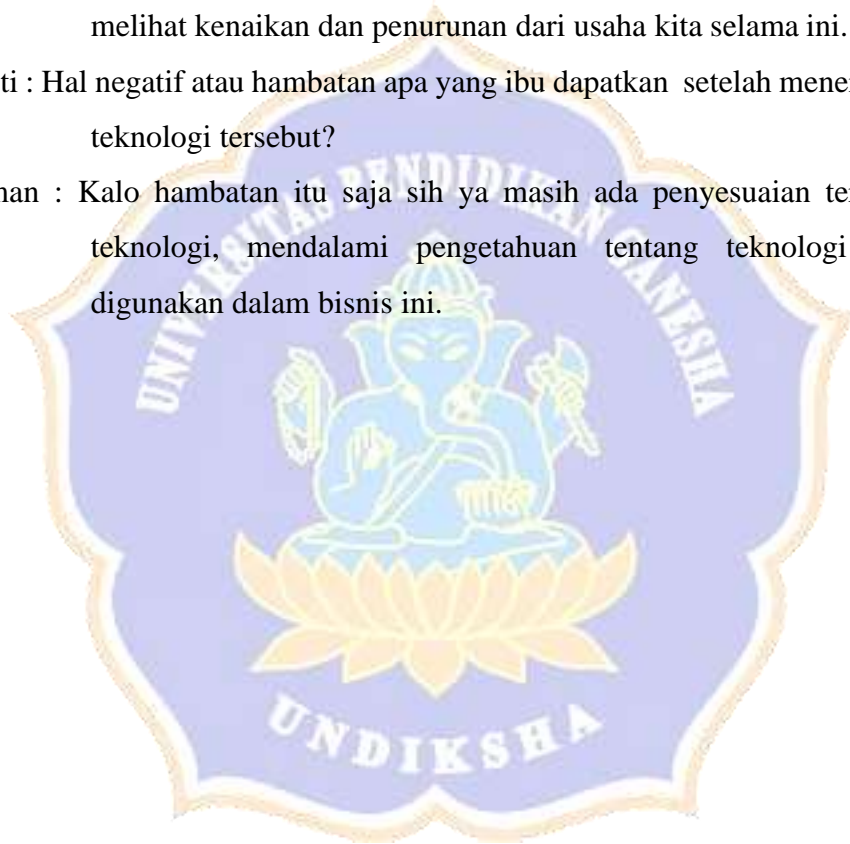 melihat kenaikan dan penurunan dari usaha kita selama ini.
ti : Hal negatif atau hambatan apa yang ibu dapatkan setelah mene
teknologi tersebut?
nan : Kalo hambatan itu saja sih ya masih ada penyesuaian te
teknologi, mendalami pengetahuan tentang teknologi
digunakan dalam bisnis ini.
UNIVERSITAS PENDIDIKAN GANESHA
UNDIKSHA